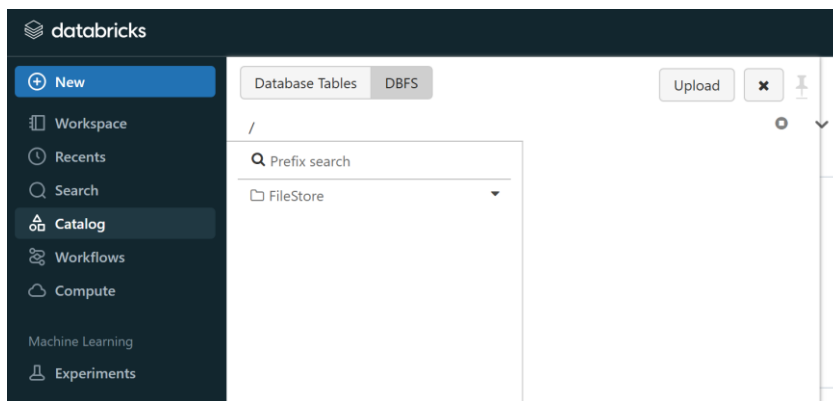 databricks
New
Workspace
Recents
Search
Catalog
Workflows
Compute
Machine Learning
Experiments
Database Tables DBFS Upload
/
Prefix search
FileStore